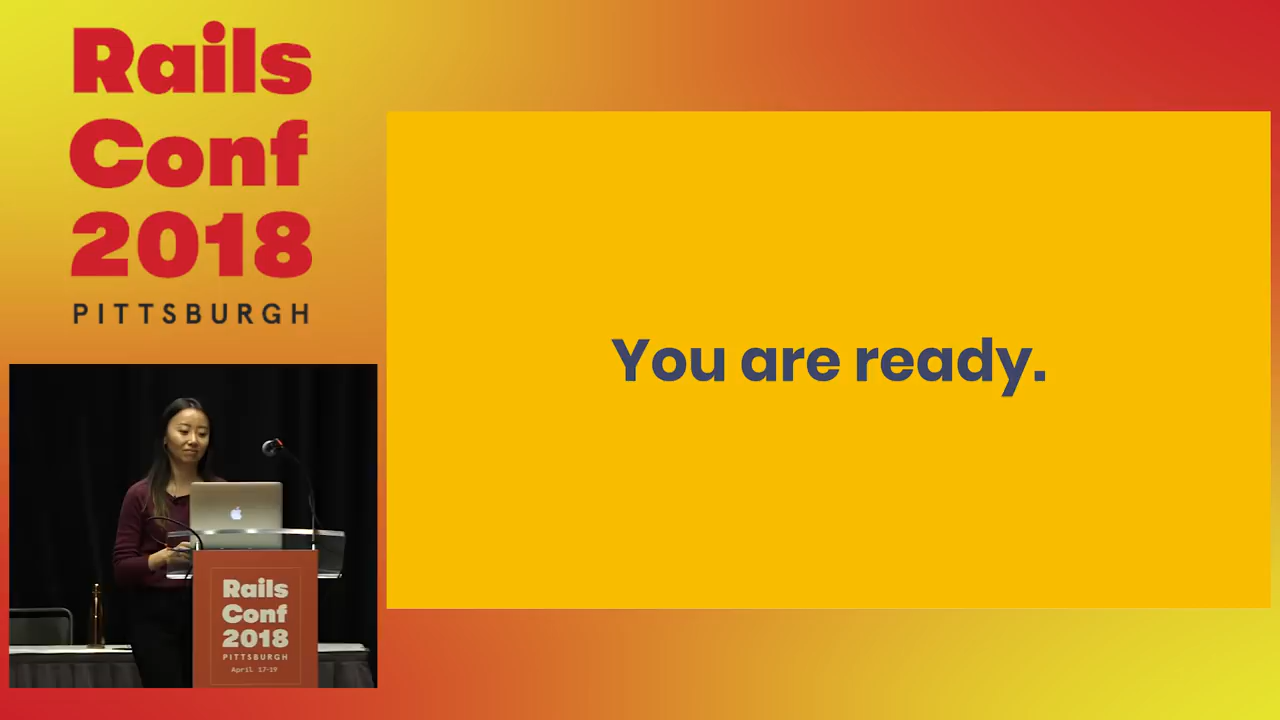 Rails
Conf
2018
PITTSBURGH
You are ready.
Rails
Conf
2018
PITTSBURGH
April 17-19